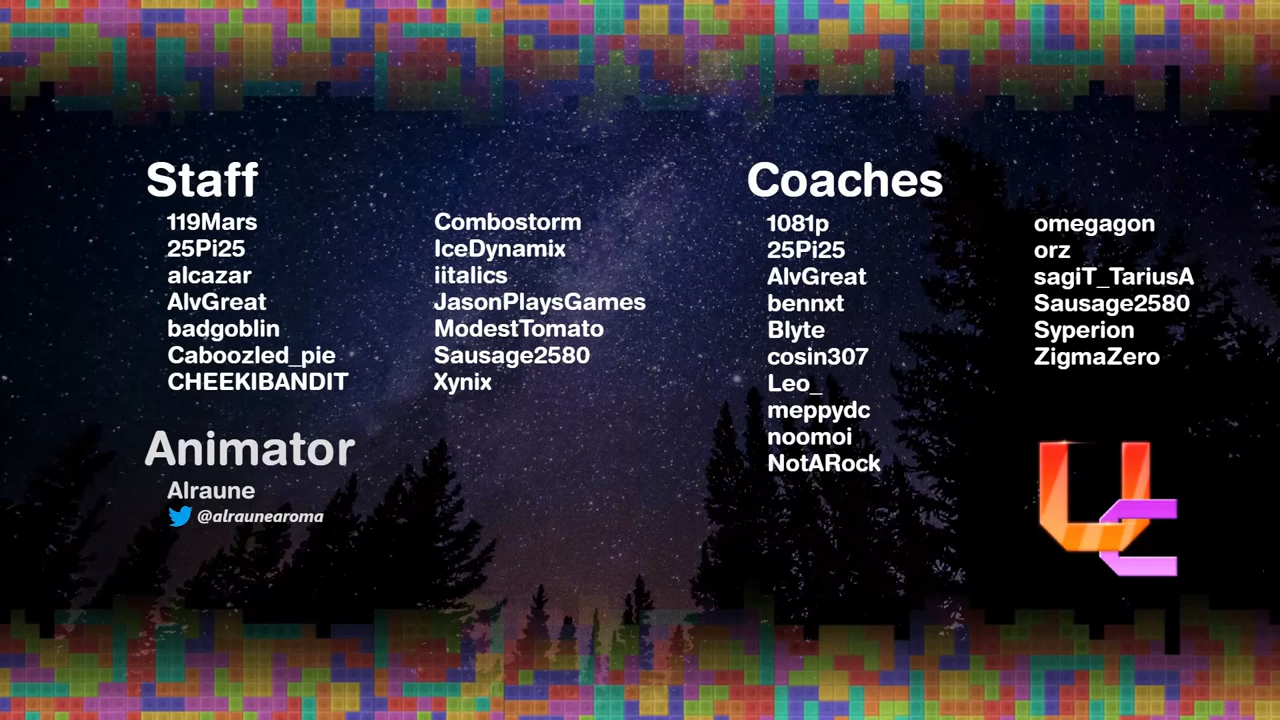 Staff
119Mars
25Pi25
alcazar
AlvGreat
badgoblin
Caboozled_pie
CHEEKIBANDIT
Combostorm
IceDynamix
iitalics
JasonPlaysGames
ModestTomato
Sausage2580
Xynix
Animator
Alraune
@alraunearoma
Coaches
1081p
25Pi25
AlvGreat
bennxt
Blyte
cosin307
Leo_
meppydc
noomoi
NotARock
omegagon
orz
sagiT_TariusA
Sausage2580
Syperion
ZigmaZero
UC